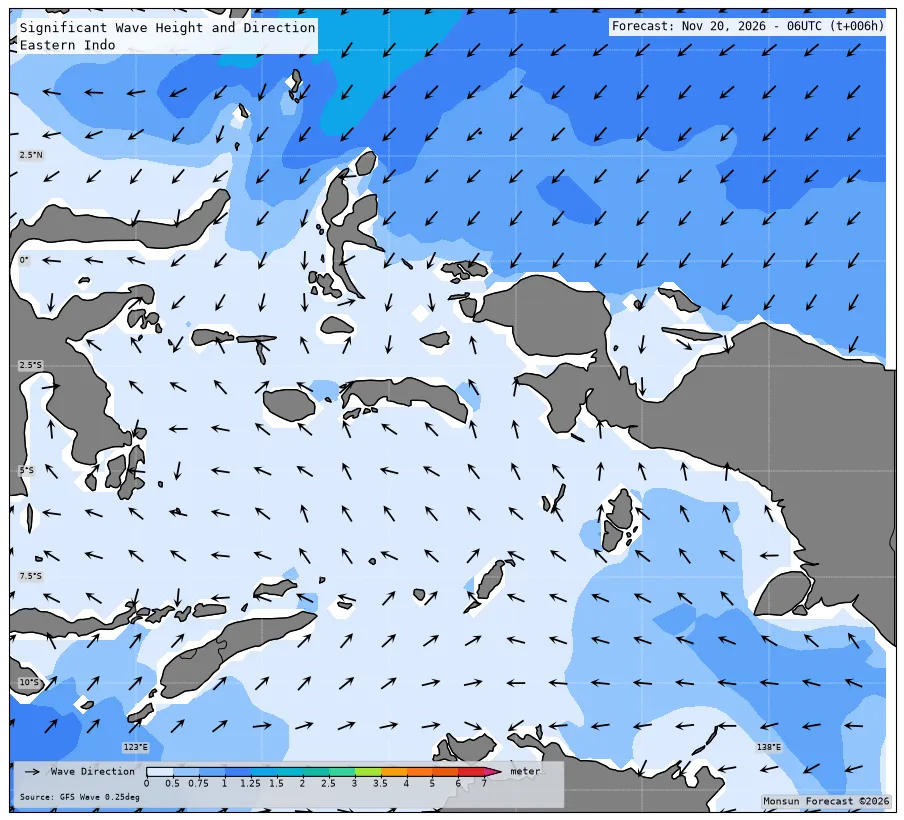 Significant Wave Height and Direction
Eastern Indo
Forecast: Nov 20, 2026 - 06UTC (t+006h)
2.5°N
0°
2.5°S
5°S
7.5°S
10°S
123°E
138°E
Wave Direction
meter
0 0.5 0.75 1 1.25 1.5 2 2.5 3 3.5 4 5 6 7
Source: GFS Wave 0.25deg
Monsun Forecast ©2026